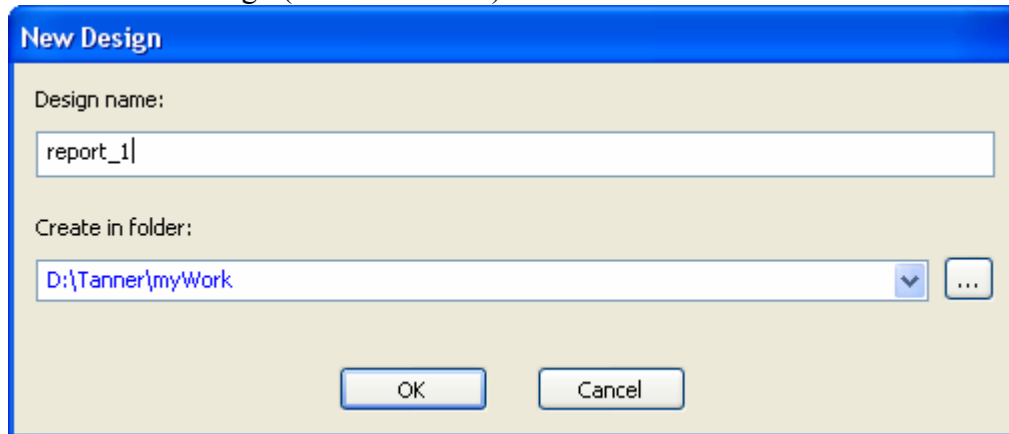 New Design
Design name:
report_1
Create in folder:
D:\Tanner\myWork
...
OK Cancel